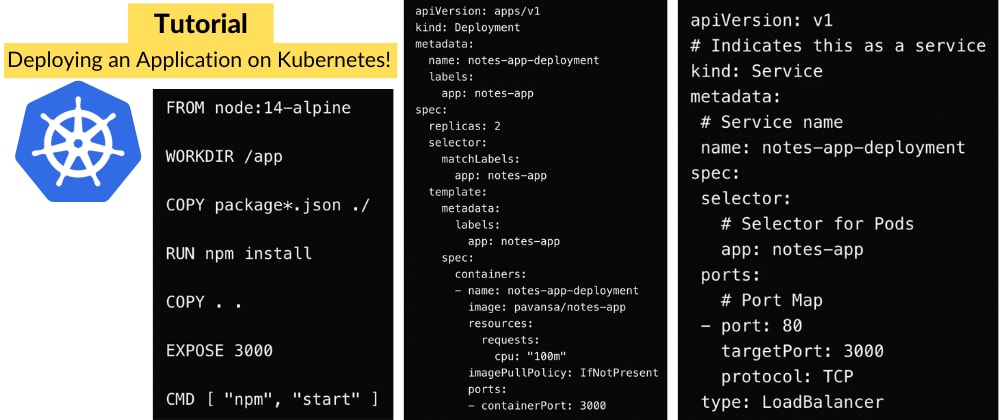 Tutorial
Deploying an Application on Kubernetes!
FROM node:14-alpine
WORKDIR /app
COPY package*.json ./
RUN npm install
COPY . .
EXPOSE 3000
CMD [ "npm", "start" ]
apiVersion: apps/v1
kind: Deployment
metadata:
  name: notes-app-deployment
  labels:
    app: notes-app
spec:
  replicas: 2
  selector:
    matchLabels:
      app: notes-app
  template:
    metadata:
      labels:
        app: notes-app
    spec:
      containers:
      - name: notes-app-deployment
        image: pavansa/notes-app
        resources:
          requests:
            cpu: "100m"
        imagePullPolicy: IfNotPresent
        ports:
        - containerPort: 3000
apiVersion: v1
# Indicates this as a service
kind: Service
metadata:
 # Service name
 name: notes-app-deployment
spec:
 selector:
   # Selector for Pods
   app: notes-app
 ports:
   # Port Map
 - port: 80
   targetPort: 3000
   protocol: TCP
 type: LoadBalancer